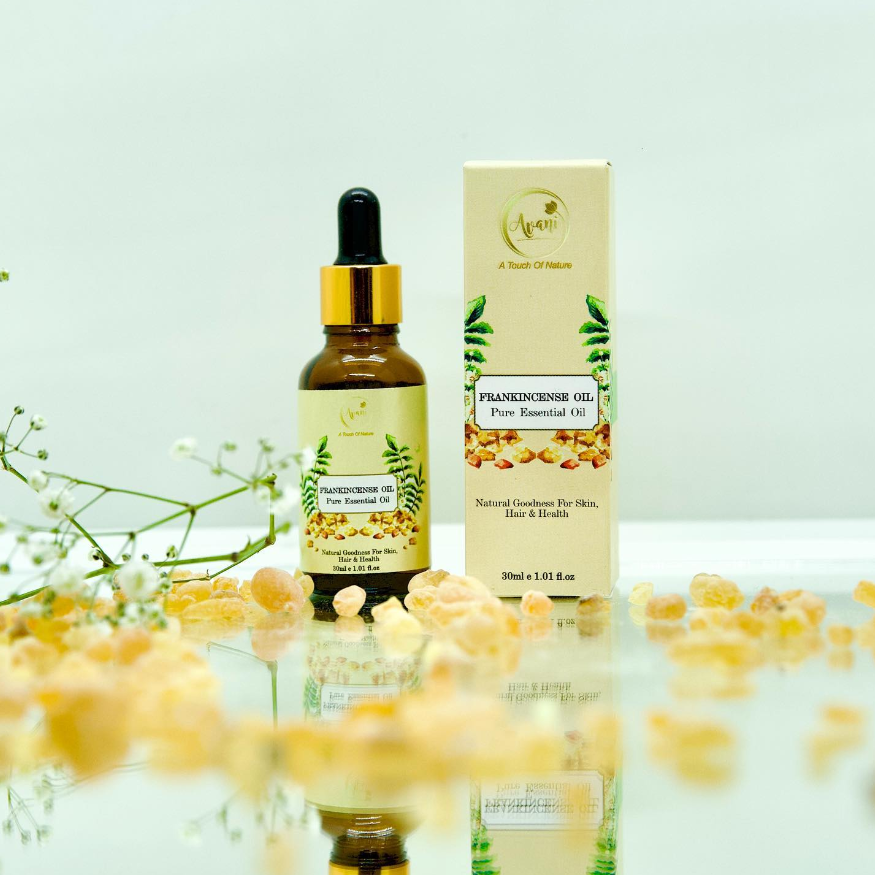 Avani
A Touch Of Nature
FRANKINCENSE OIL
Pure Essential Oil
Natural Goodness For Skin,
Hair & Health
30ml e 1.01 fl.oz
Avani
A Touch Of Nature
FRANKINCENSE OIL
Pure Essential Oil
Natural Goodness For Skin,
Hair & Health
30ml e 1.01 fl.oz